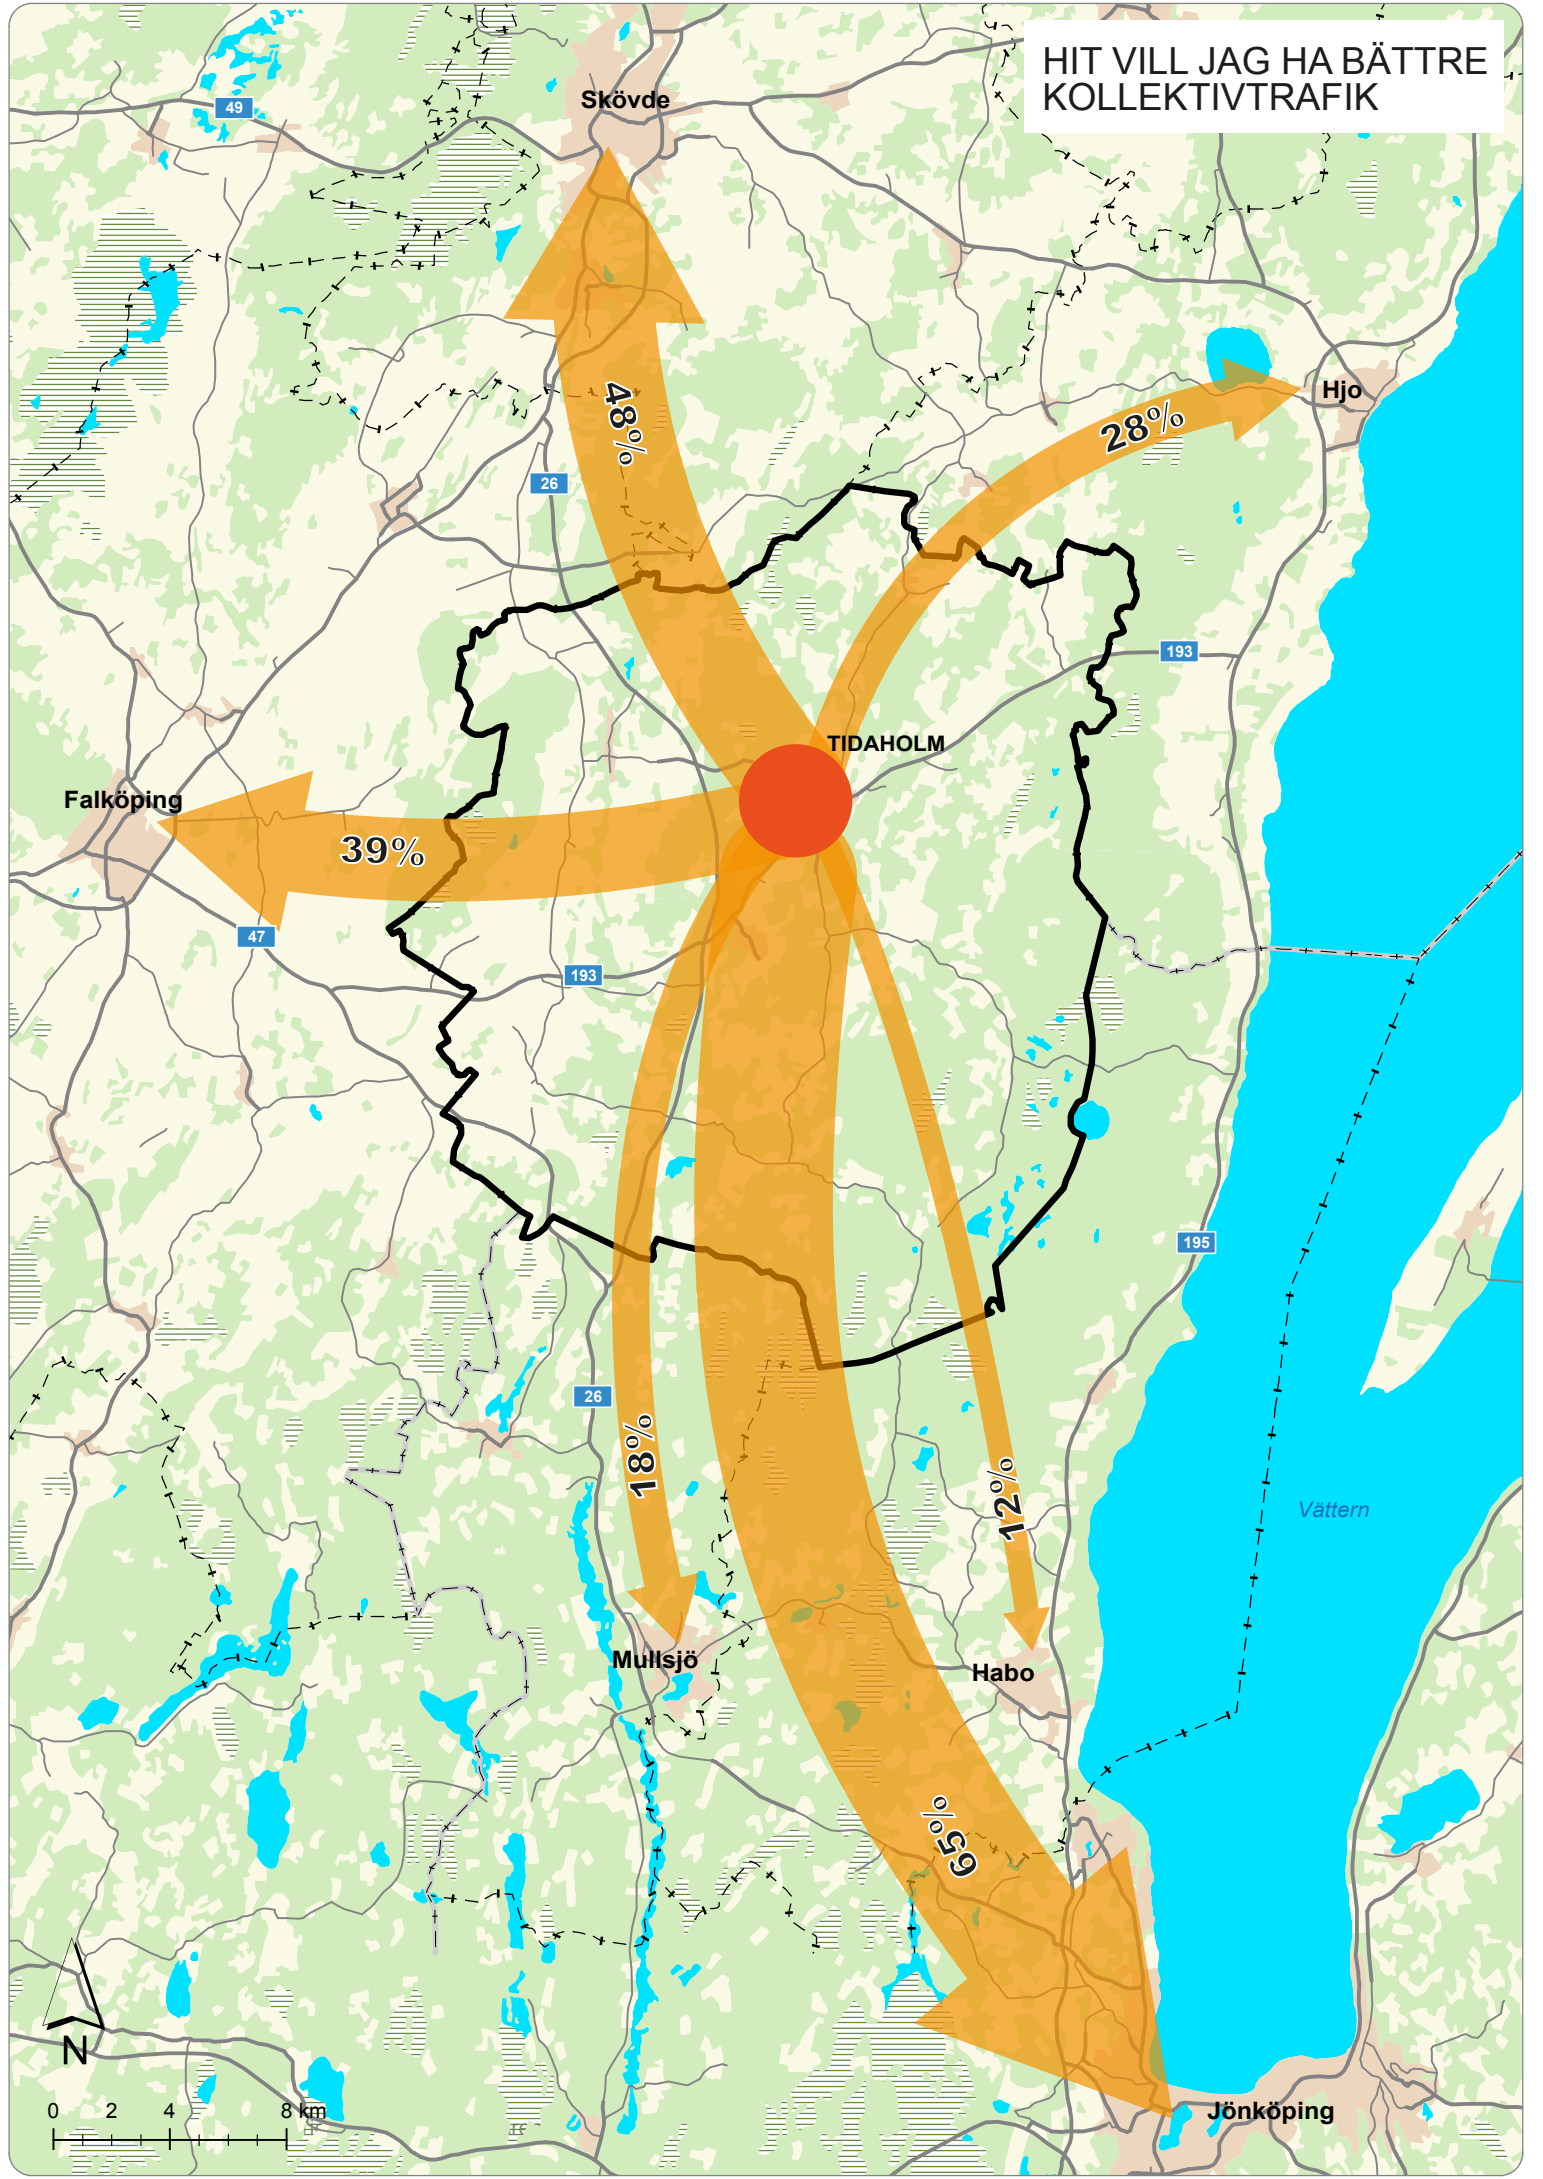 HIT VILL JAG HA BÄTTRE
KOLLEKTIVTRAFIK
Skövde
49
Hjo
28%
48%
26
193
TIDAHOLM
Falköping
39%
47
193
195
26
18%
12%
Vättern
Mullsjö
Habo
65%
N
0 2 4 8 km
Jönköping